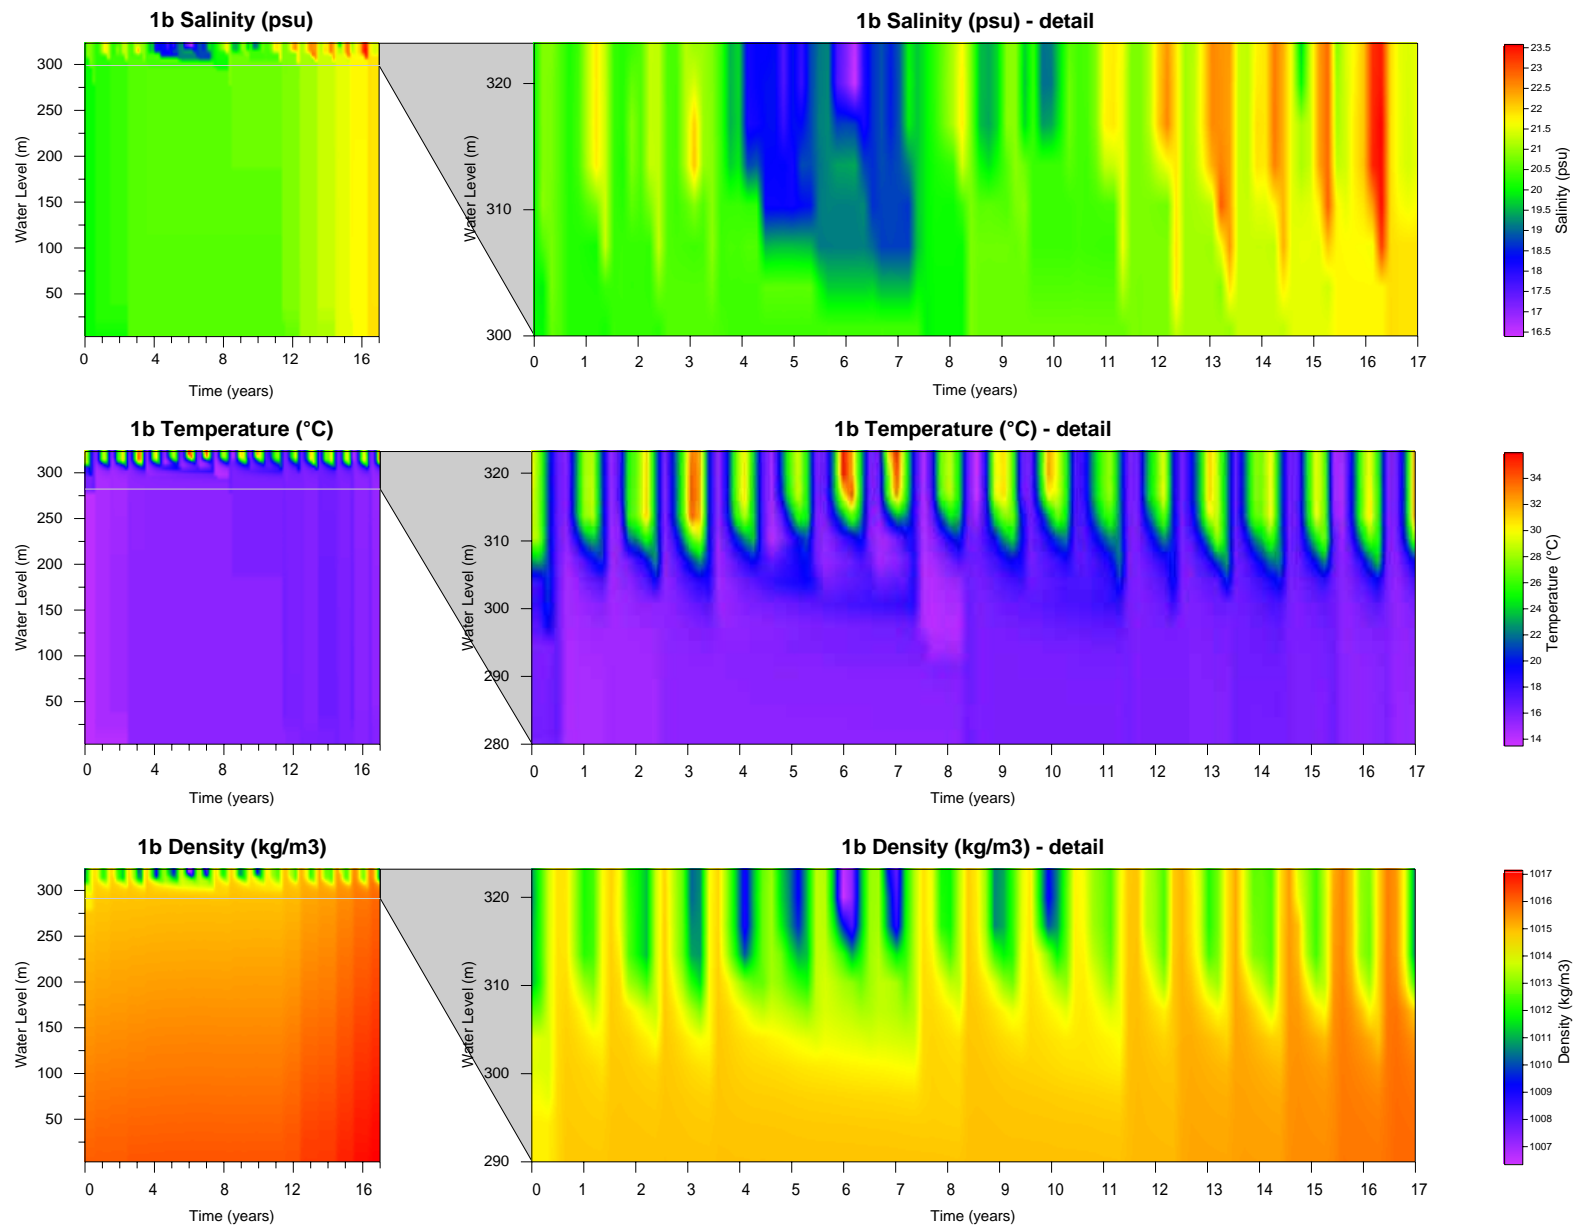 1b Salinity (psu)
1b Salinity (psu) - detail
Water Level (m)
300
250
200
150
100
50
0 4 8 12 16
Time (years)
Water Level (m)
320
310
300
0 1 2 3 4 5 6 7 8 9 10 11 12 13 14 15 16 17
Time (years)
23.5
23
22.5
22
21.5
21
20.5
20
19.5
19
18.5
18
17.5
17
16.5
Salinity (psu)
1b Temperature (°C)
1b Temperature (°C) - detail
Water Level (m)
300
250
200
150
100
50
0 4 8 12 16
Time (years)
Water Level (m)
320
310
300
290
280
0 1 2 3 4 5 6 7 8 9 10 11 12 13 14 15 16 17
Time (years)
34
32
30
28
26
24
22
20
18
16
14
Temperature (°C)
1b Density (kg/m3)
1b Density (kg/m3) - detail
Water Level (m)
300
250
200
150
100
50
0 4 8 12 16
Time (years)
Water Level (m)
320
310
300
290
0 1 2 3 4 5 6 7 8 9 10 11 12 13 14 15 16 17
Time (years)
1017
1016
1015
1014
1013
1012
1011
1010
1009
1008
1007
Density (kg/m3)